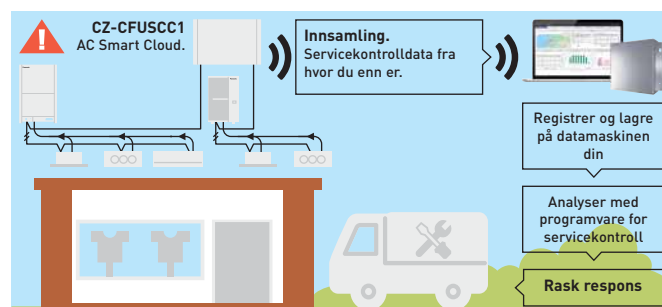 CZ-CFUSCC1
AC Smart Cloud.
Innsamling.
Servicekontrolldata fra
hvor du enn er.
Registrer og lagre
på datamaskinen
din
Analyser med
programvare for
servicekontroll
Rask respons